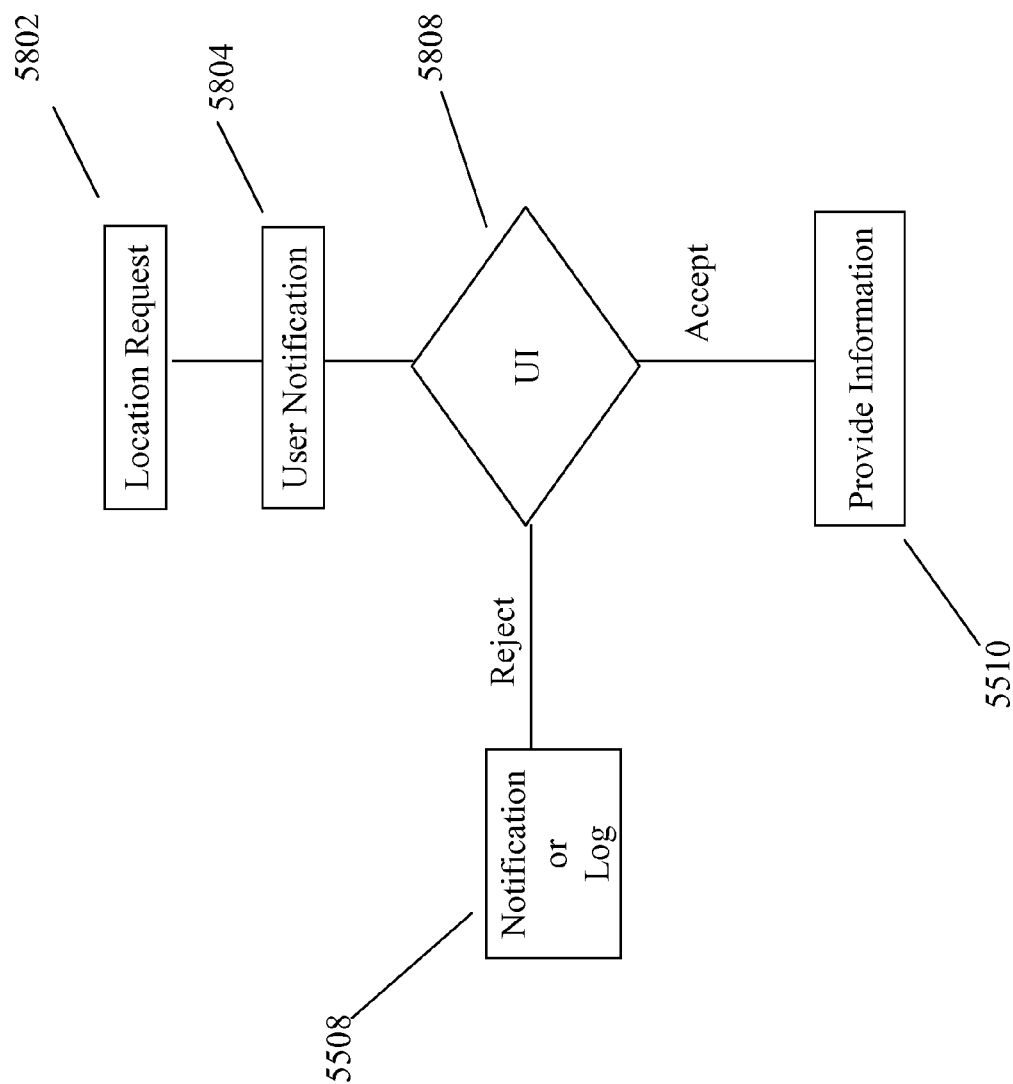 5802
Location Request
5804
User Notification
5808
UI
Reject
Accept
Notification
or
Log
5508
Provide Information
5510